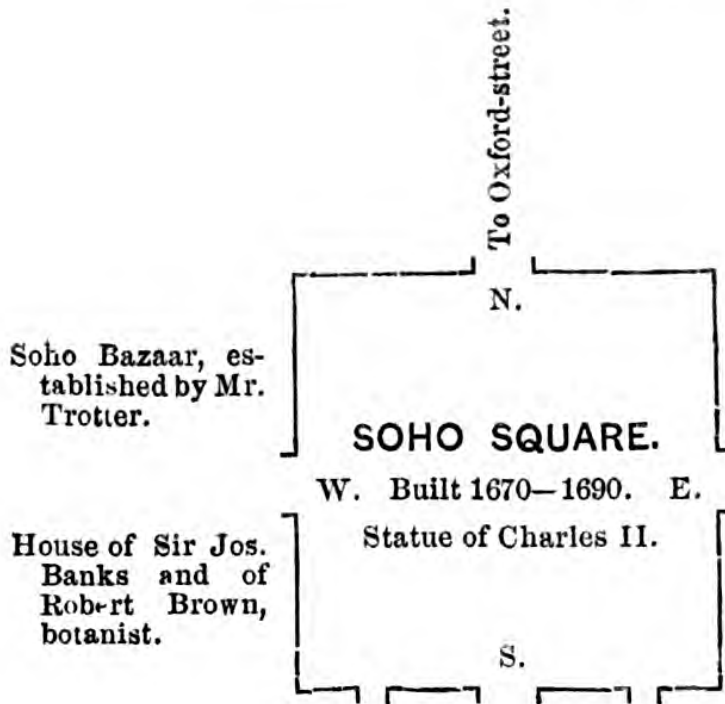 To Oxford-street.
N.
Soho Bazaar, es-
tablished by Mr.
Trotter.
SOHO SQUARE.
W. Built 1670—1690. E.
Statue of Charles II.
House of Sir Jos.
Banks and of
Robert Brown,
botanist.
S.